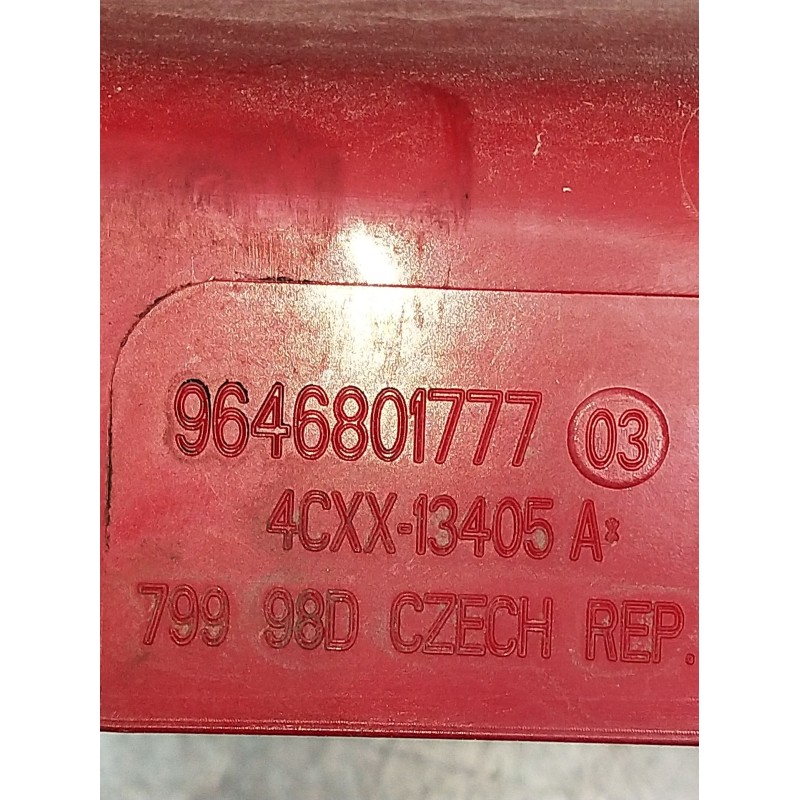 9646801777 03
4CXX-13405 A*
799 98D CZECH REP.